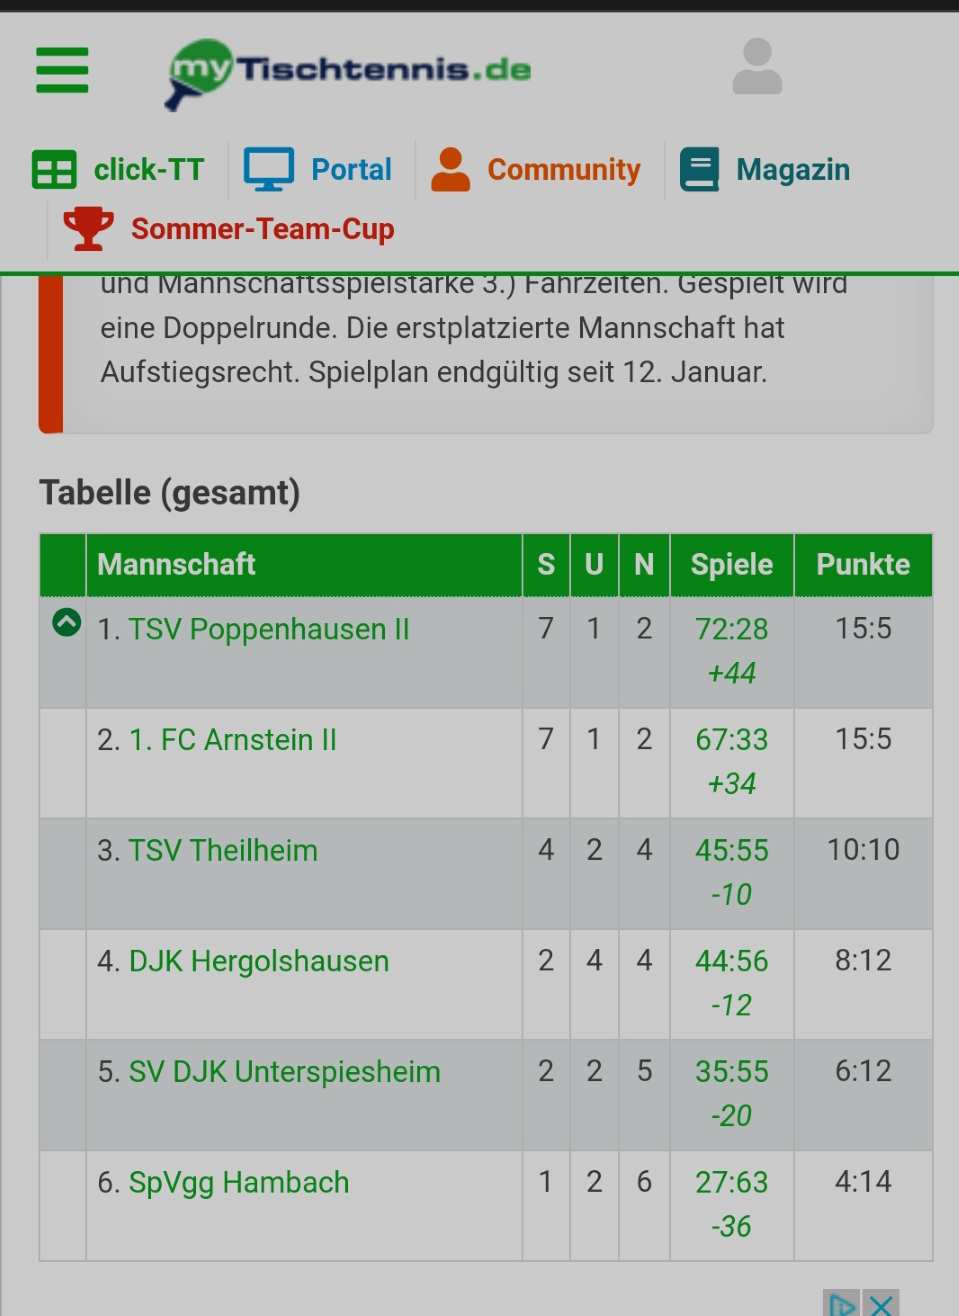 myTischtennis.de
click-TT Portal Community Magazin
Sommer-Team-Cup
und Mannschaftsspielstärke 3.) Fahrzeiten. Gespielt wird
eine Doppelrunde. Die erstplatzierte Mannschaft hat
Aufstiegsrecht. Spielplan endgültig seit 12. Januar.
Tabelle (gesamt)
Mannschaft S U N Spiele Punkte
1. TSV Poppenhausen II 7 1 2 72:28 15:5
+44
2. 1. FC Arnstein II 7 1 2 67:33 15:5
+34
3. TSV Theilheim 4 2 4 45:55 10:10
-10
4. DJK Hergolshausen 2 4 4 44:56 8:12
-12
5. SV DJK Unterspiesheim 2 2 5 35:55 6:12
-20
6. SpVgg Hambach 1 2 6 27:63 4:14
-36